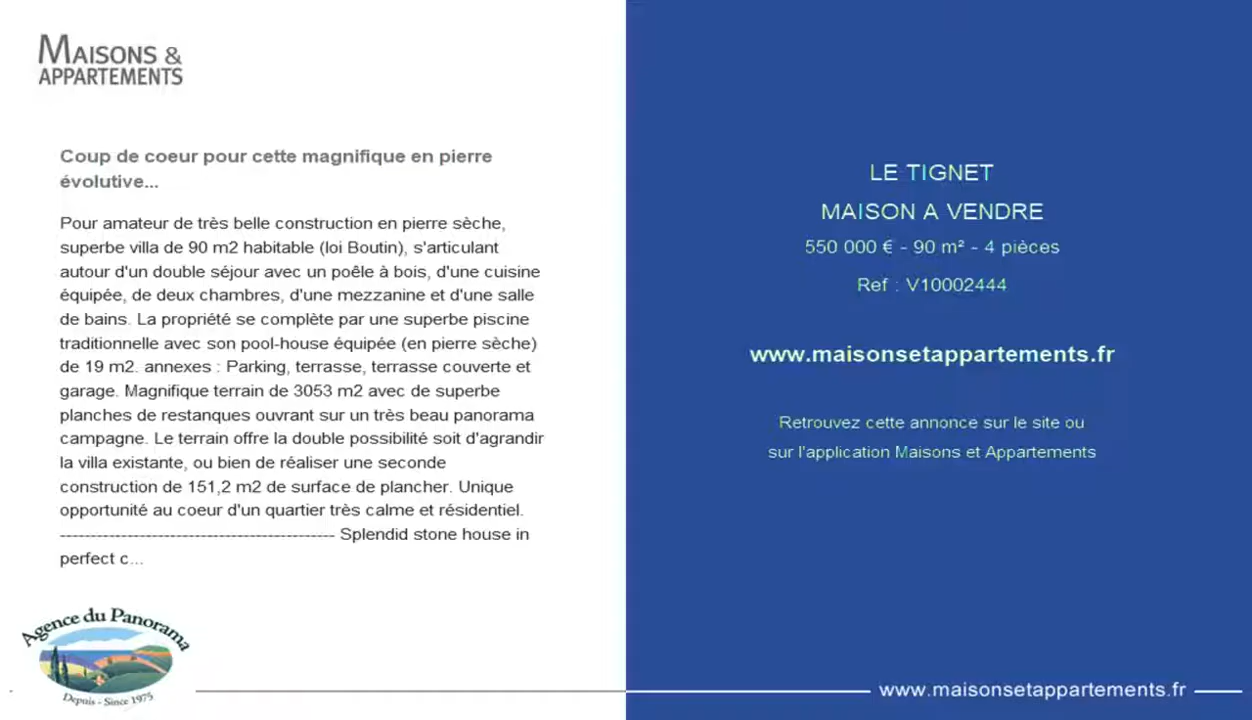 MAISONS &
APPARTEMENTS
Coup de coeur pour cette magnifique en pierre
évolutive...
Pour amateur de très belle construction en pierre sèche,
superbe villa de 90 m2 habitable (loi Boutin), s'articulant
autour d'un double séjour avec un poêle à bois, d'une cuisine
équipée, de deux chambres, d'une mezzanine et d'une salle
de bains. La propriété se complète par une superbe piscine
traditionnelle avec son pool-house équipée (en pierre sèche)
de 19 m2. annexes : Parking, terrasse, terrasse couverte et
garage. Magnifique terrain de 3053 m2 avec de superbe
planches de restanques ouvrant sur un très beau panorama
campagne. Le terrain offre la double possibilité soit d'agrandir
la villa existante, ou bien de réaliser une seconde
construction de 151,2 m2 de surface de plancher. Unique
opportunité au coeur d'un quartier très calme et résidentiel.
--------------------------------------------- Splendid stone house in
perfect c...
Agence du Panorama
Depuis - Since 1975
LE TIGNET
MAISON A VENDRE
550 000 € - 90 m² - 4 pièces
Ref : V10002444
www.maisonsetappartements.fr
Retrouvez cette annonce sur le site ou
sur l'application Maisons et Appartements
www.maisonsetappartements.fr